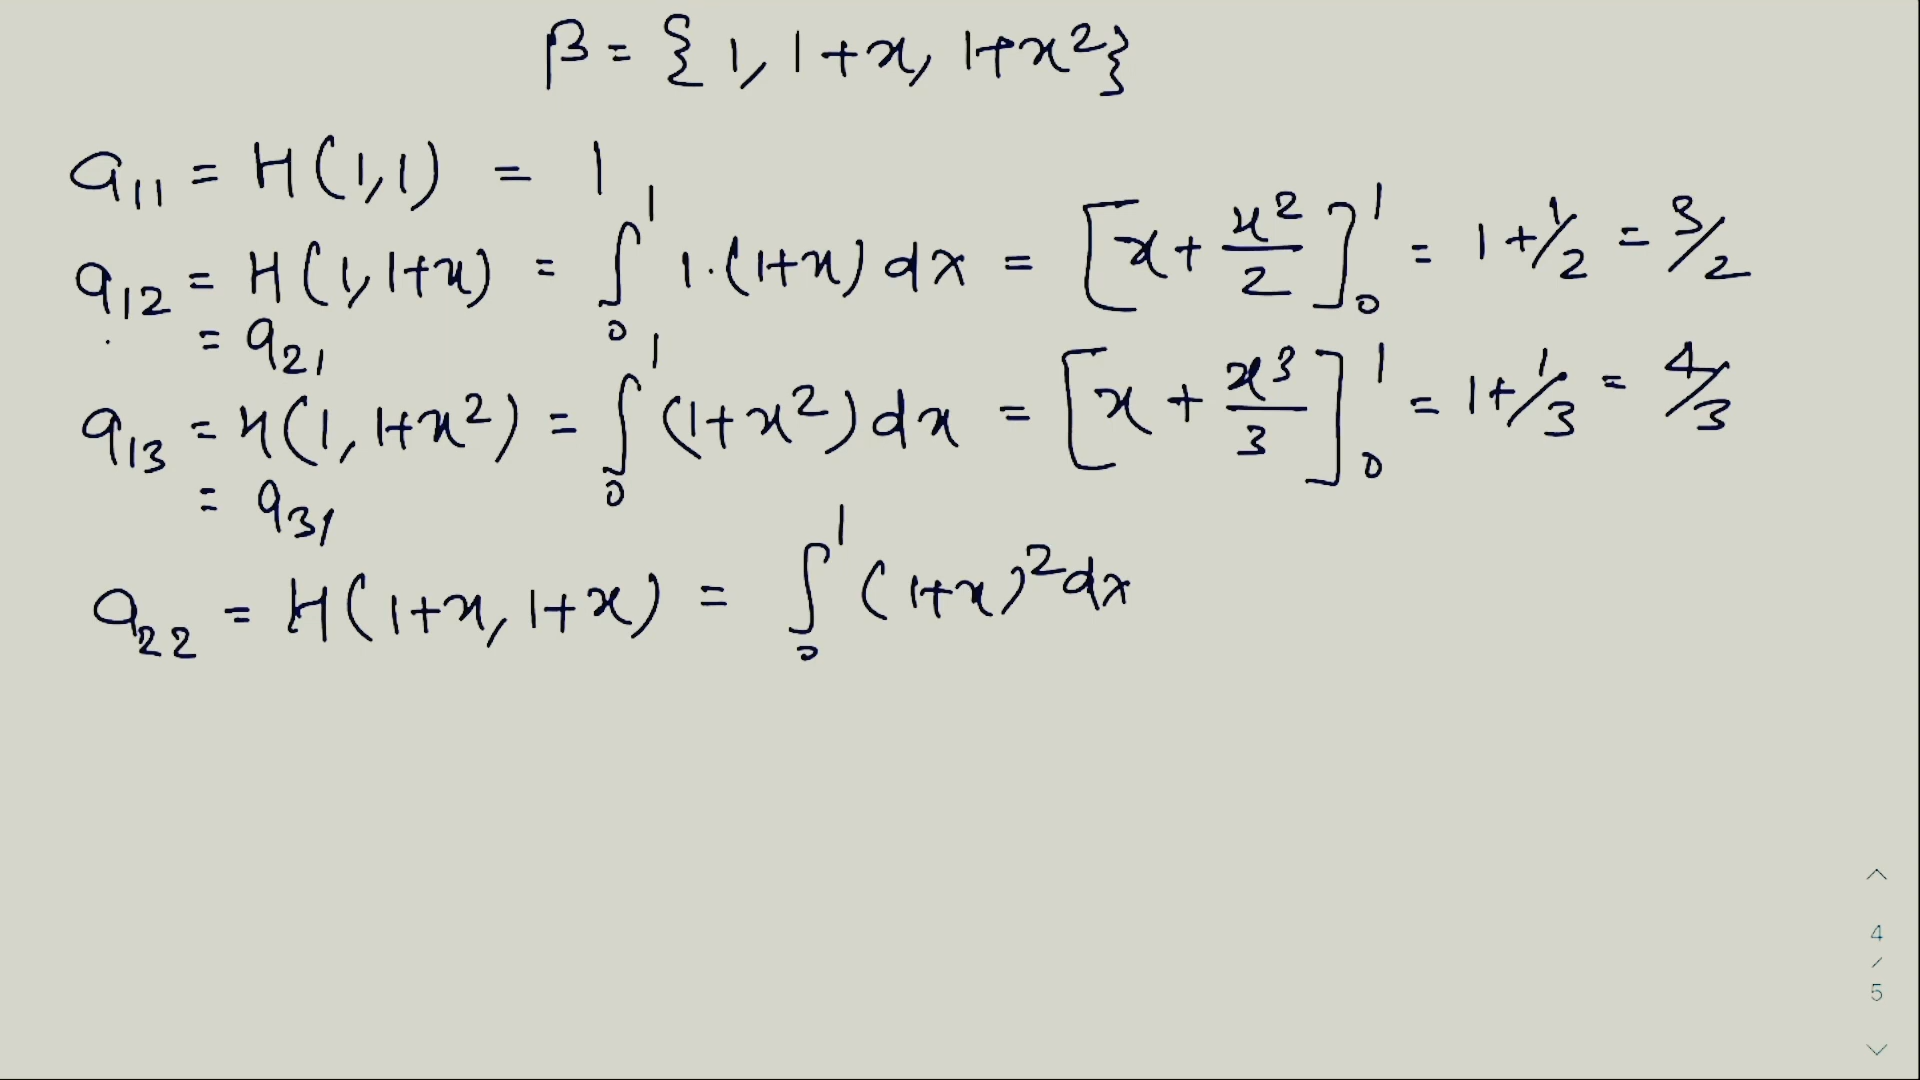 β = { 1, 1+x, 1+x²}
a₁₁ = H(1,1) = 1
a₁₂ = H(1, 1+x) = ∫₀¹ 1·(1+x) dx = [x + x²/2]₀¹ = 1+1/2 = 3/2
= a₂₁
a₁₃ = H(1, 1+x²) = ∫₀¹ (1+x²) dx = [x + x³/3]₀¹ = 1+1/3 = 4/3
= a₃₁
a₂₂ = H(1+x, 1+x) = ∫₀¹ (1+x)² dx
4
/
5